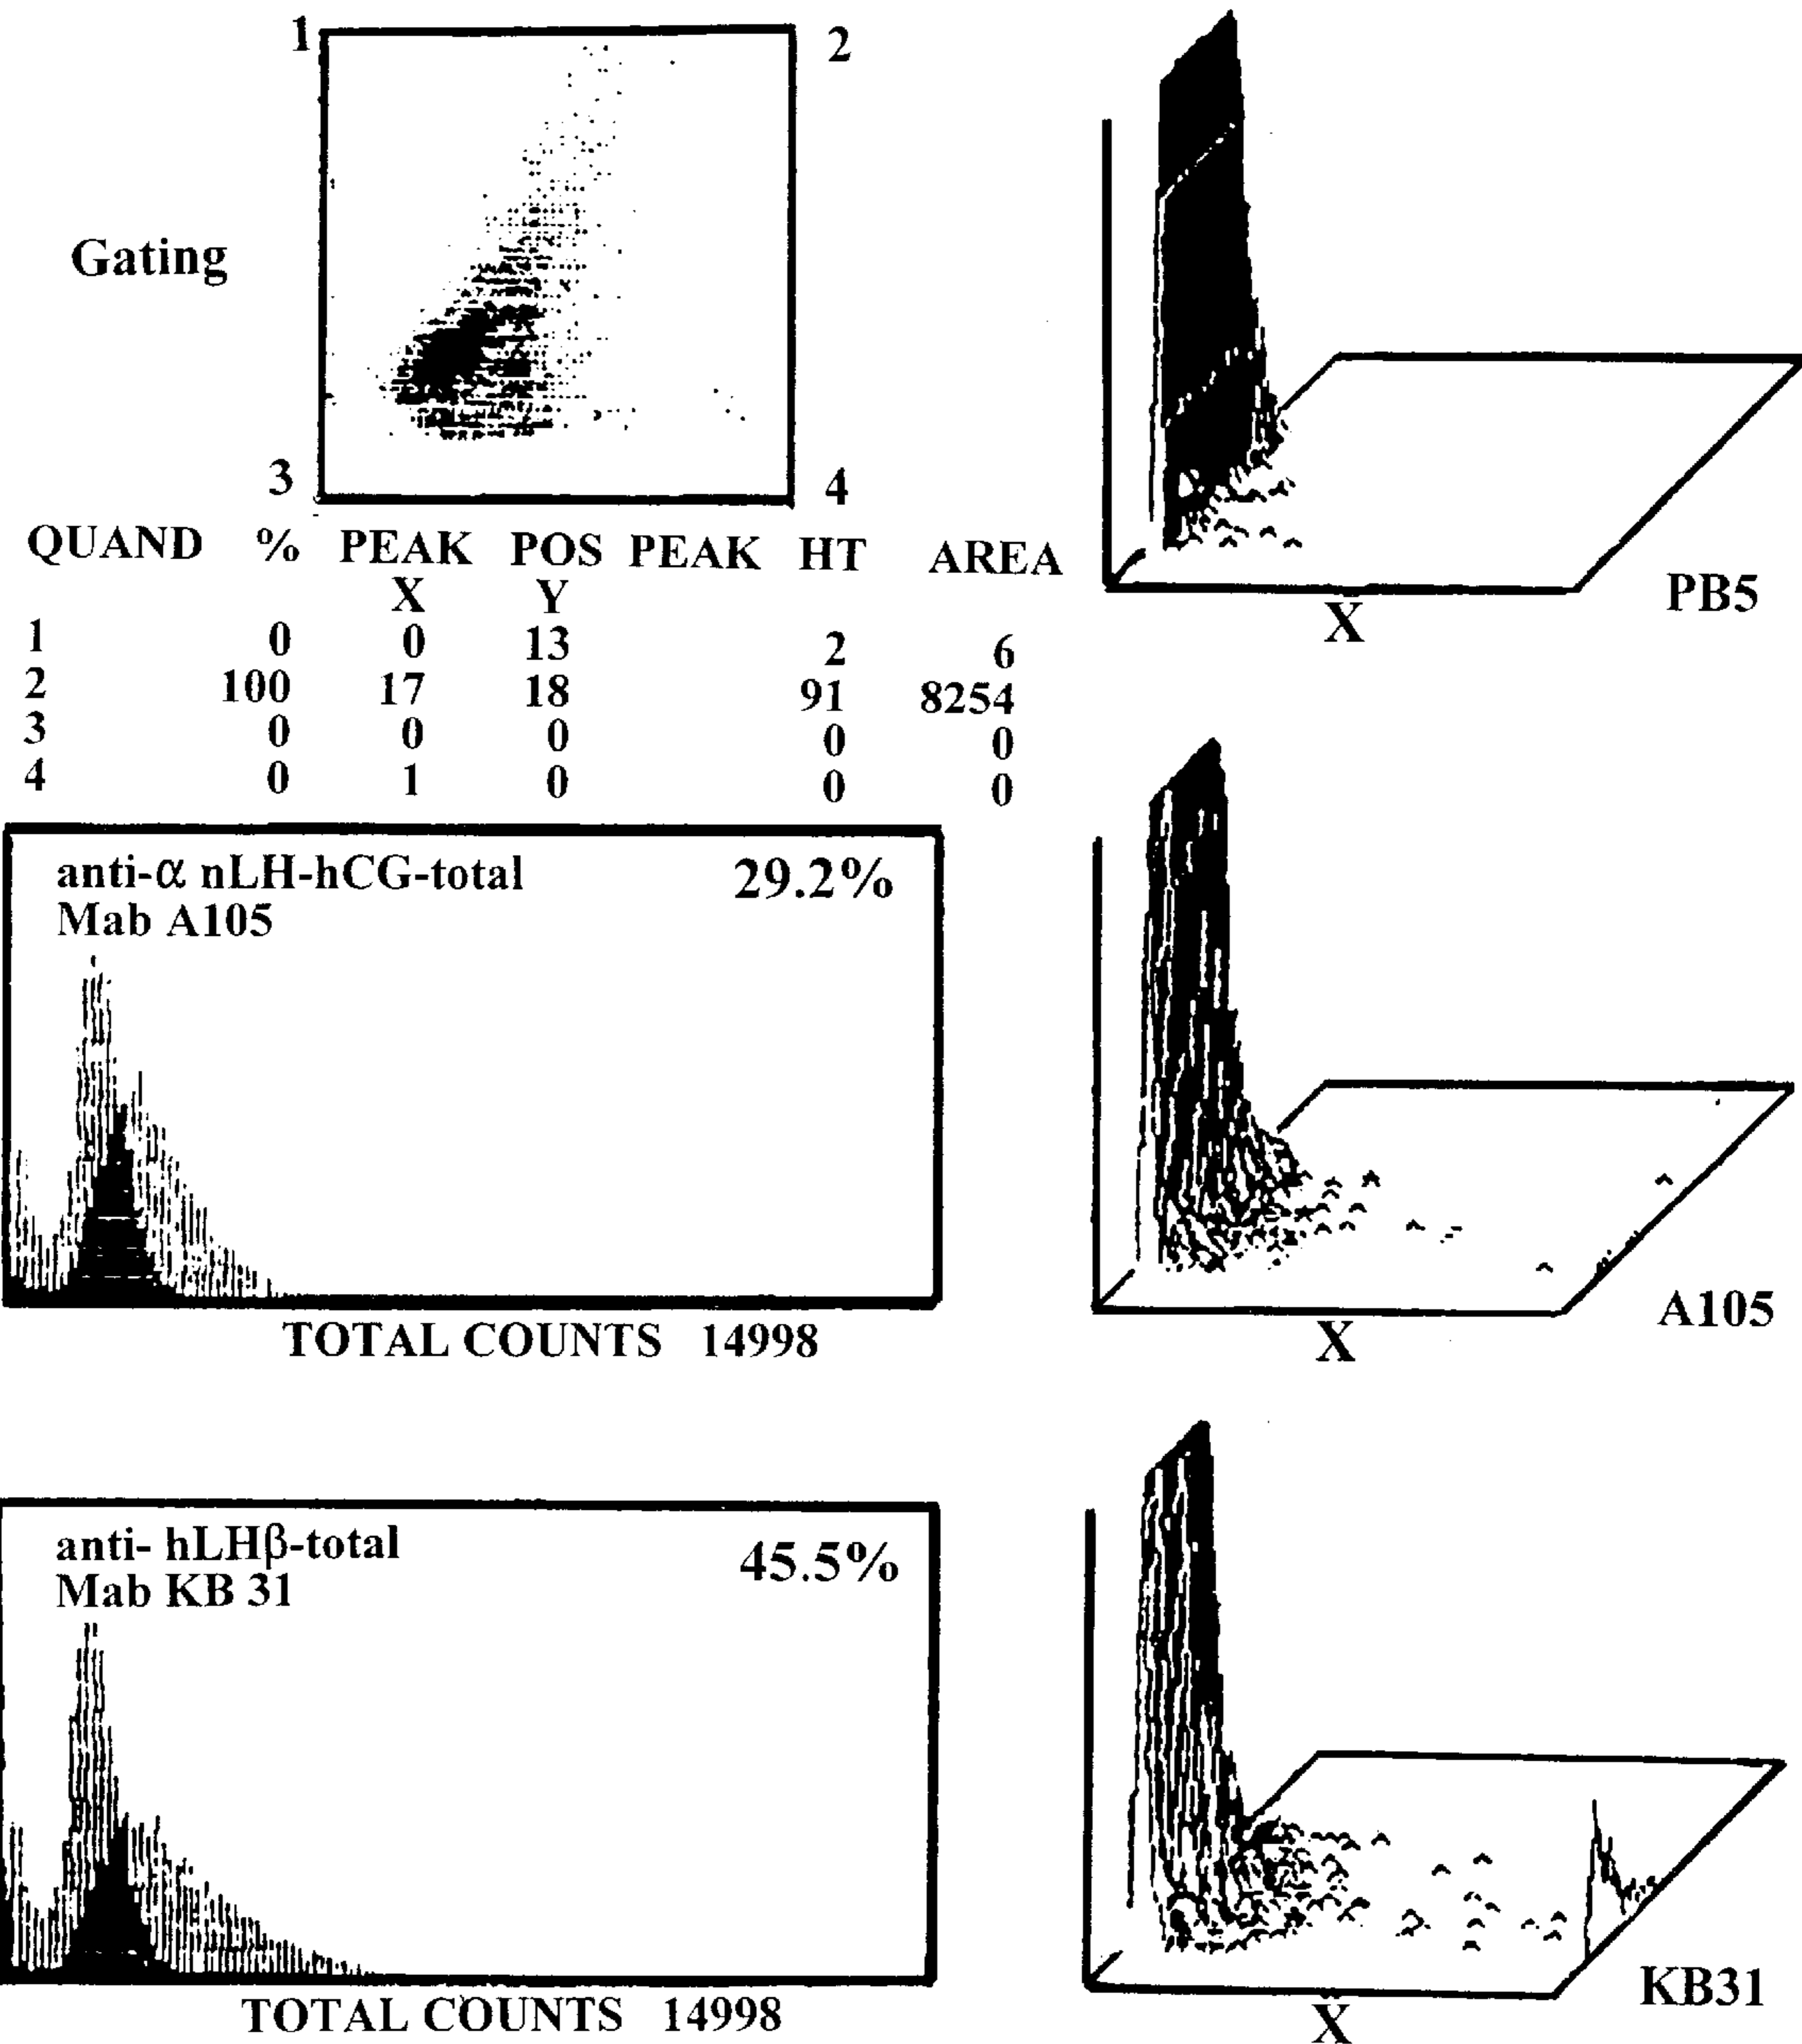 1
2
Gating
3
4
QUAND % PEAK POS PEAK HT AREA
X Y
1 0 0 13 2 6
2 100 17 18 91 8254
3 0 0 0 0 0
4 0 1 0 0 0
PB5
X
anti-α nLH-hCG-total 29.2%
Mab A105
TOTAL COUNTS 14998
A105
X
anti- hLHβ-total 45.5%
Mab KB 31
TOTAL COUNTS 14998
KB31
X